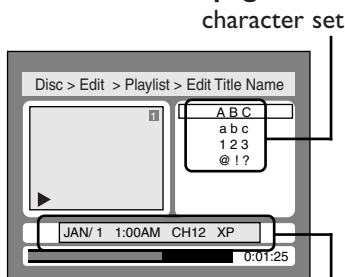 character set
Disc > Edit > Playlist > Edit Title Name
1
A B C
a b c
1 2 3
@ ! ?
JAN/ 1 1:00AM CH12 XP
0:01:25